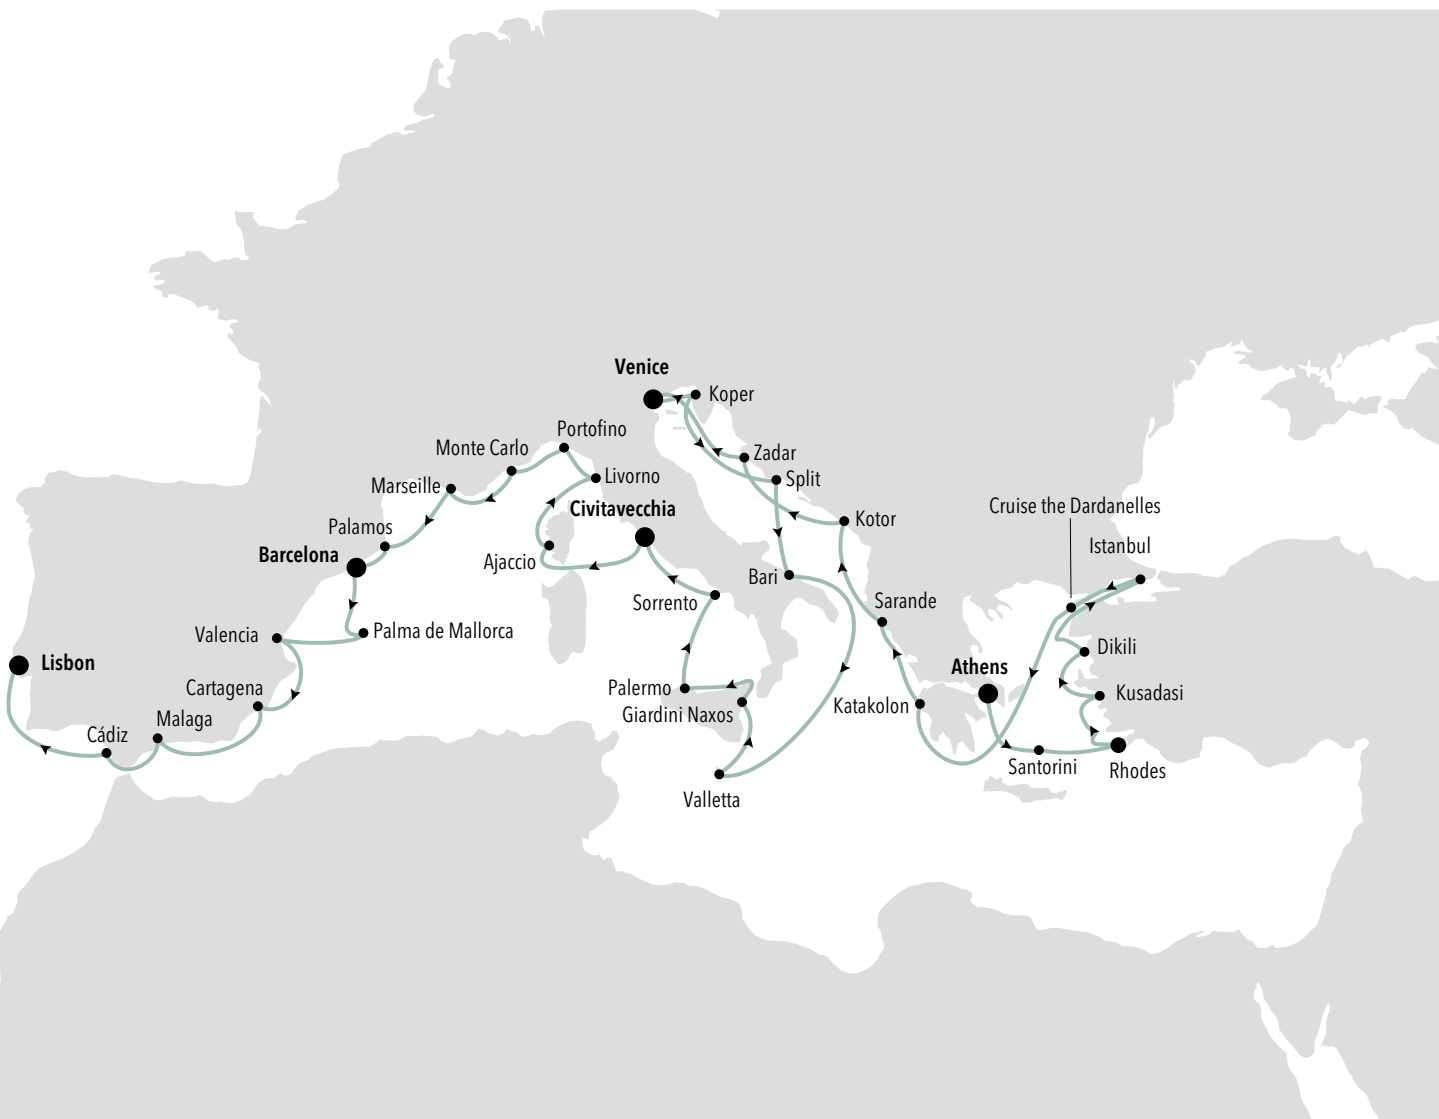 Venice
Koper
Portofino
Monte Carlo
Zadar
Livorno
Split
Marseille
Civitavecchia
Cruise the Dardanelles
Kotor
Palamos
Istanbul
Barcelona
Ajaccio
Bari
Sorrento
Sarande
Palma de Mallorca
Valencia
Dikili
Lisbon
Athens
Cartagena
Palermo
Kusadasi
Katakolon
Giardini Naxos
Malaga
Cádiz
Santorini
Rhodes
Valletta